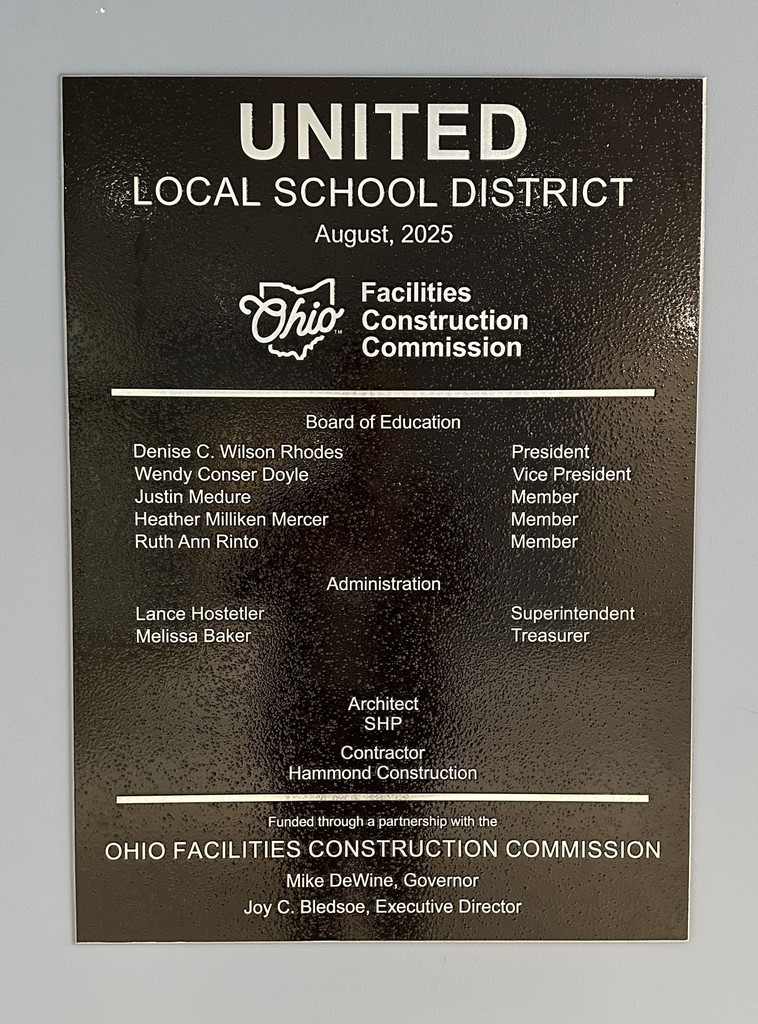 UNITED
LOCAL SCHOOL DISTRICT
August, 2025
Ohio™
Facilities
Construction
Commission
Board of Education
Denise C. Wilson Rhodes President
Wendy Conser Doyle Vice President
Justin Medure Member
Heather Milliken Mercer Member
Ruth Ann Rinto Member
Administration
Lance Hostetler Superintendent
Melissa Baker Treasurer
Architect
SHP
Contractor
Hammond Construction
Funded through a partnership with the
OHIO FACILITIES CONSTRUCTION COMMISSION
Mike DeWine, Governor
Joy C. Bledsoe, Executive Director